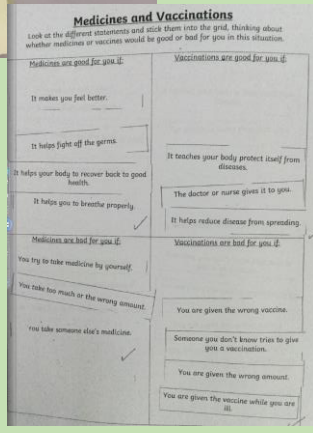 Medicines and Vaccinations
Look at the different statements and stick them into the grid, thinking about
whether medicines or vaccines would be good or bad for you in this situation.
Medicines are good for you if:
It makes you feel better.
It helps fight off the germs.
It helps your body to recover back to good
health.
It helps you to breathe properly.
Vaccinations are good for you if:
It teaches your body protect itself from
diseases.
The doctor or nurse gives it to you.
It helps reduce disease from spreading.
Medicines are bad for you if:
You try to take medicine by yourself.
You take too much or the wrong amount.
You take someone else's medicine.
Vaccinations are bad for you if:
You are given the wrong vaccine.
Someone you don't know tries to give
you a vaccination.
You are given the wrong amount.
You are given the vaccine while you are
ill.